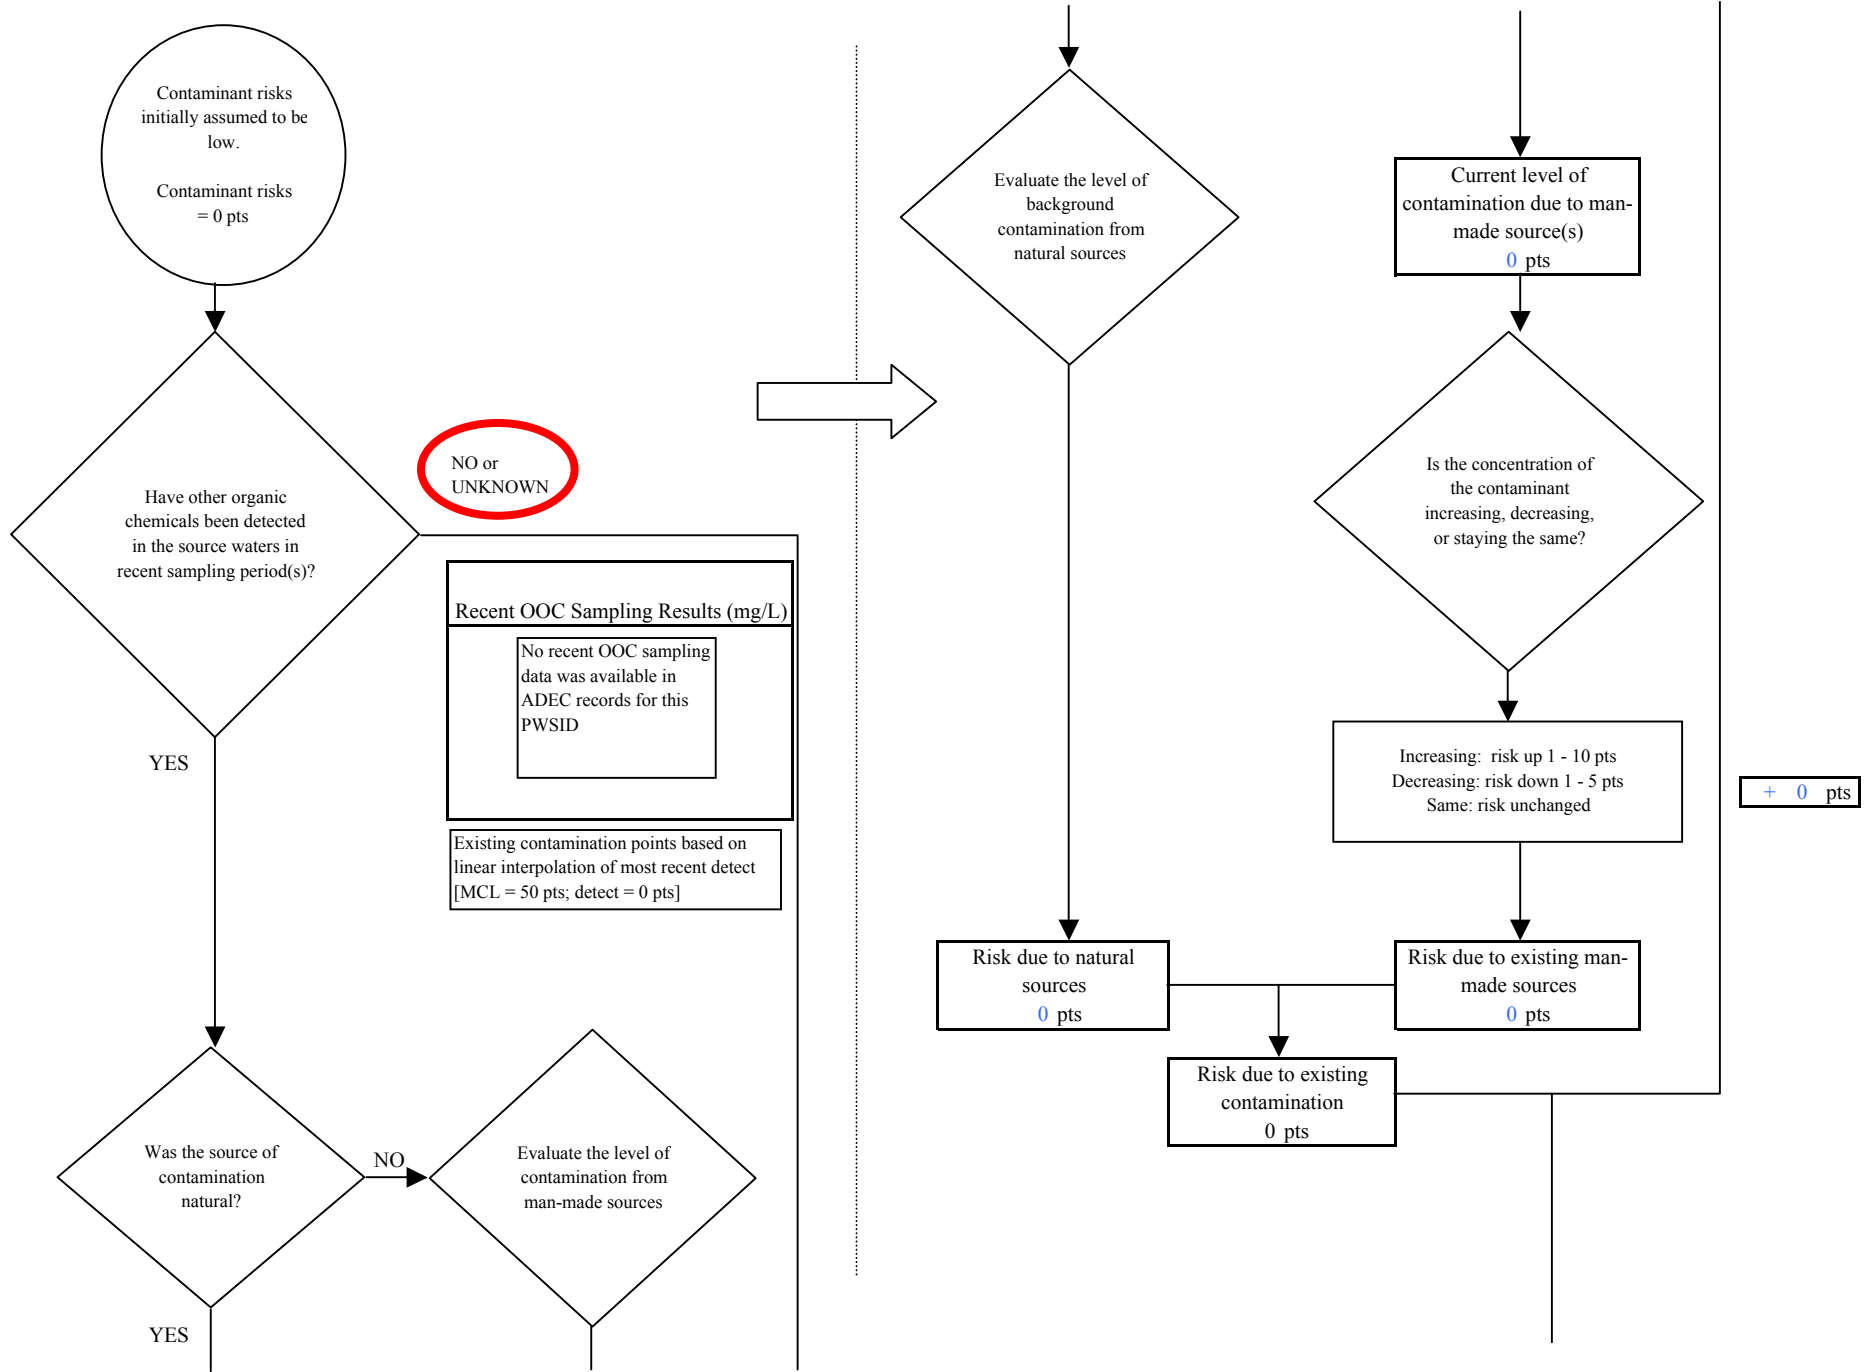 Contaminant risks
initially assumed to be
low.
Contaminant risks
= 0 pts
Have other organic
chemicals been detected
in the source waters in
recent sampling period(s)?
NO or
UNKNOWN
Recent OOC Sampling Results (mg/L)
No recent OOC sampling
data was available in
ADEC records for this
PWSID
Existing contamination points based on
linear interpolation of most recent detect
[MCL = 50 pts; detect = 0 pts]
YES
Was the source of
contamination
natural?
NO
Evaluate the level of
contamination from
man-made sources
YES
Evaluate the level of
background
contamination from
natural sources
Current level of
contamination due to man-
made source(s)
0 pts
Is the concentration of
the contaminant
increasing, decreasing,
or staying the same?
Increasing: risk up 1 - 10 pts
Decreasing: risk down 1 - 5 pts
Same: risk unchanged
+ 0 pts
Risk due to natural
sources
0 pts
Risk due to existing man-
made sources
0 pts
Risk due to existing
contamination
0 pts